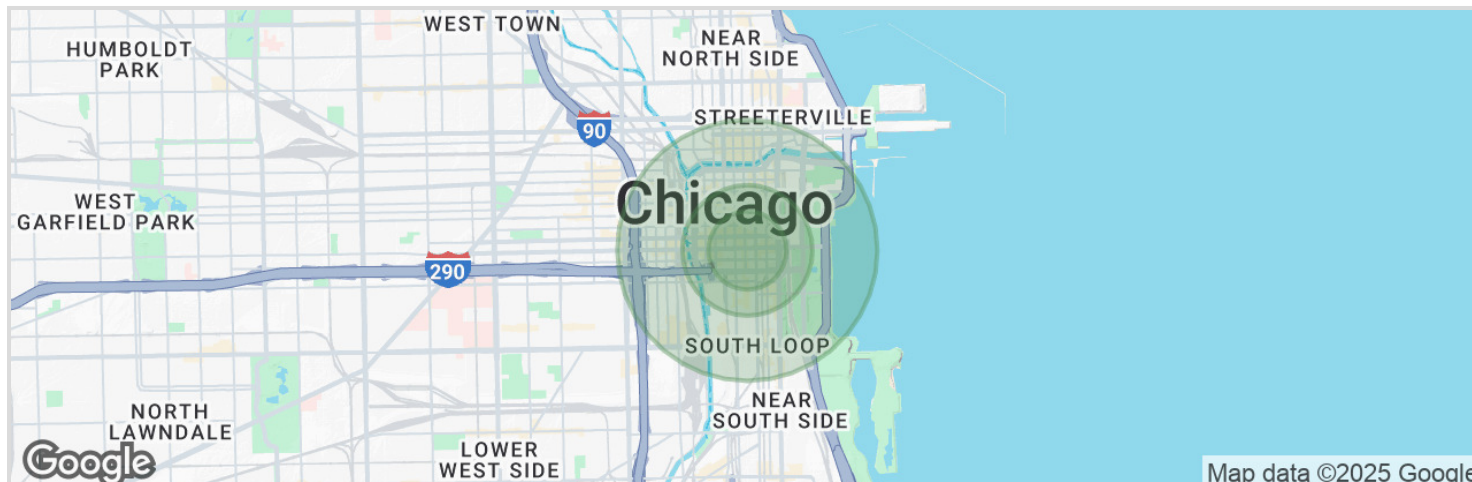 WEST TOWN
HUMBOLDT
PARK
NEAR
NORTH SIDE
STREETERVILLE
90
WEST
GARFIELD PARK
Chicago
290
SOUTH LOOP
NORTH
LAWNDALE
NEAR
SOUTH SIDE
LOWER
WEST SIDE
Google
Map data ©2025 Google